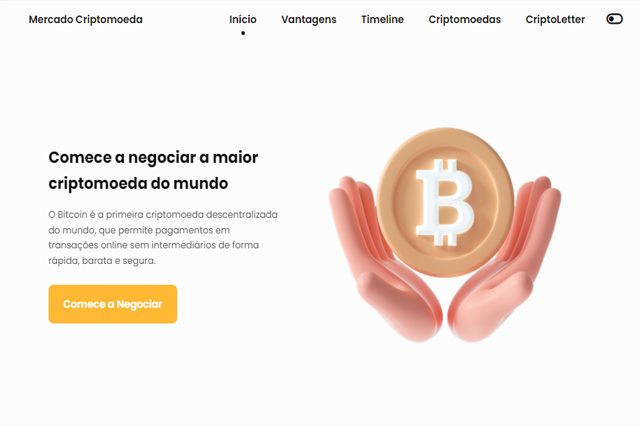 Mercado Criptomoeda
Início Vantagens Timeline Criptomoedas CriptoLetter
Comece a negociar a maior
criptomoeda do mundo
O Bitcoin é a primeira criptomoeda descentralizada
do mundo, que permite pagamentos em
transações online sem intermediários de forma
rápida, barata e segura.
Comece a Negociar